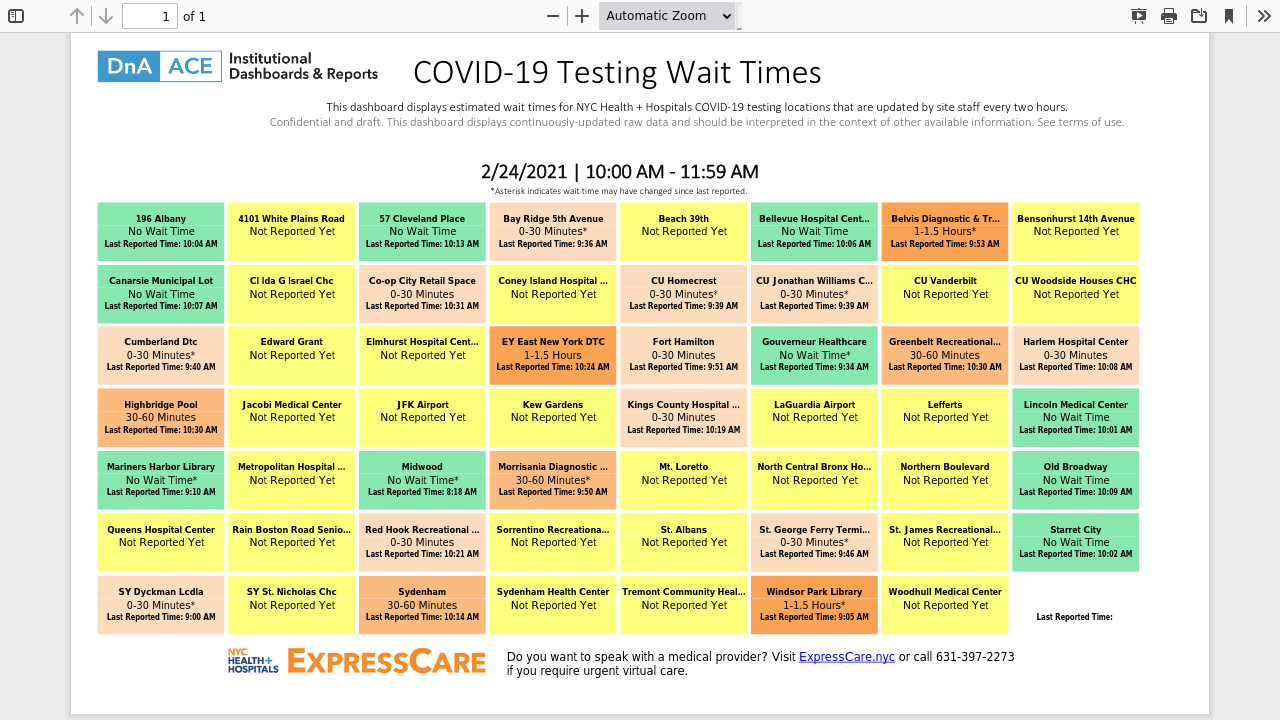 1 of 1
Automatic Zoom
DnA ACE Institutional
Dashboards & Reports
COVID-19 Testing Wait Times
This dashboard displays estimated wait times for NYC Health + Hospitals COVID-19 testing locations that are updated by site staff every two hours.
Confidential and draft. This dashboard displays continuously-updated raw data and should be interpreted in the context of other available information. See terms of use.
2/24/2021 | 10:00 AM - 11:59 AM
*Asterisk indicates wait time may have changed since last reported.
196 Albany
No Wait Time
Last Reported Time: 10:04 AM
4101 White Plains Road
Not Reported Yet
57 Cleveland Place
No Wait Time
Last Reported Time: 10:13 AM
Bay Ridge 5th Avenue
0-30 Minutes*
Last Reported Time: 9:36 AM
Beach 39th
Not Reported Yet
Bellevue Hospital Cent...
No Wait Time
Last Reported Time: 10:06 AM
Belvis Diagnostic & Tr...
1-1.5 Hours*
Last Reported Time: 9:53 AM
Bensonhurst 14th Avenue
Not Reported Yet
Canarsie Municipal Lot
No Wait Time
Last Reported Time: 10:07 AM
Cl Ida G Israel Chc
Not Reported Yet
Co-op City Retail Space
0-30 Minutes
Last Reported Time: 10:31 AM
Coney Island Hospital ...
Not Reported Yet
CU Homecrest
0-30 Minutes*
Last Reported Time: 9:39 AM
CU Jonathan Williams C...
0-30 Minutes*
Last Reported Time: 9:39 AM
CU Vanderbilt
Not Reported Yet
CU Woodside Houses CHC
Not Reported Yet
Cumberland Dtc
0-30 Minutes*
Last Reported Time: 9:40 AM
Edward Grant
Not Reported Yet
Elmhurst Hospital Cent...
Not Reported Yet
EY East New York DTC
1-1.5 Hours
Last Reported Time: 10:24 AM
Fort Hamilton
0-30 Minutes
Last Reported Time: 9:51 AM
Gouverneur Healthcare
No Wait Time*
Last Reported Time: 9:34 AM
Greenbelt Recreational...
30-60 Minutes
Last Reported Time: 10:30 AM
Harlem Hospital Center
0-30 Minutes
Last Reported Time: 10:08 AM
Highbridge Pool
30-60 Minutes
Last Reported Time: 10:30 AM
Jacobi Medical Center
Not Reported Yet
JFK Airport
Not Reported Yet
Kew Gardens
Not Reported Yet
Kings County Hospital ...
0-30 Minutes
Last Reported Time: 10:19 AM
LaGuardia Airport
Not Reported Yet
Lefferts
Not Reported Yet
Lincoln Medical Center
No Wait Time
Last Reported Time: 10:01 AM
Mariners Harbor Library
No Wait Time*
Last Reported Time: 9:10 AM
Metropolitan Hospital ...
Not Reported Yet
Midwood
No Wait Time*
Last Reported Time: 8:18 AM
Morrisania Diagnostic ...
30-60 Minutes*
Last Reported Time: 9:50 AM
Mt. Loretto
Not Reported Yet
North Central Bronx Ho...
Not Reported Yet
Northern Boulevard
Not Reported Yet
Old Broadway
No Wait Time
Last Reported Time: 10:09 AM
Queens Hospital Center
Not Reported Yet
Rain Boston Road Senio...
Not Reported Yet
Red Hook Recreational ...
0-30 Minutes
Last Reported Time: 10:21 AM
Sorrentino Recreationa...
Not Reported Yet
St. Albans
Not Reported Yet
St. George Ferry Termi...
0-30 Minutes*
Last Reported Time: 9:46 AM
St. James Recreational...
Not Reported Yet
Starret City
No Wait Time
Last Reported Time: 10:02 AM
SY Dyckman Lcdla
0-30 Minutes*
Last Reported Time: 9:00 AM
SY St. Nicholas Chc
Not Reported Yet
Sydenham
30-60 Minutes
Last Reported Time: 10:14 AM
Sydenham Health Center
Not Reported Yet
Tremont Community Heal...
Not Reported Yet
Windsor Park Library
1-1.5 Hours*
Last Reported Time: 9:05 AM
Woodhull Medical Center
Not Reported Yet
Last Reported Time:
NYC
HEALTH+
HOSPITALS
EXPRESSCARE
Do you want to speak with a medical provider? Visit ExpressCare.nyc or call 631-397-2273
if you require urgent virtual care.